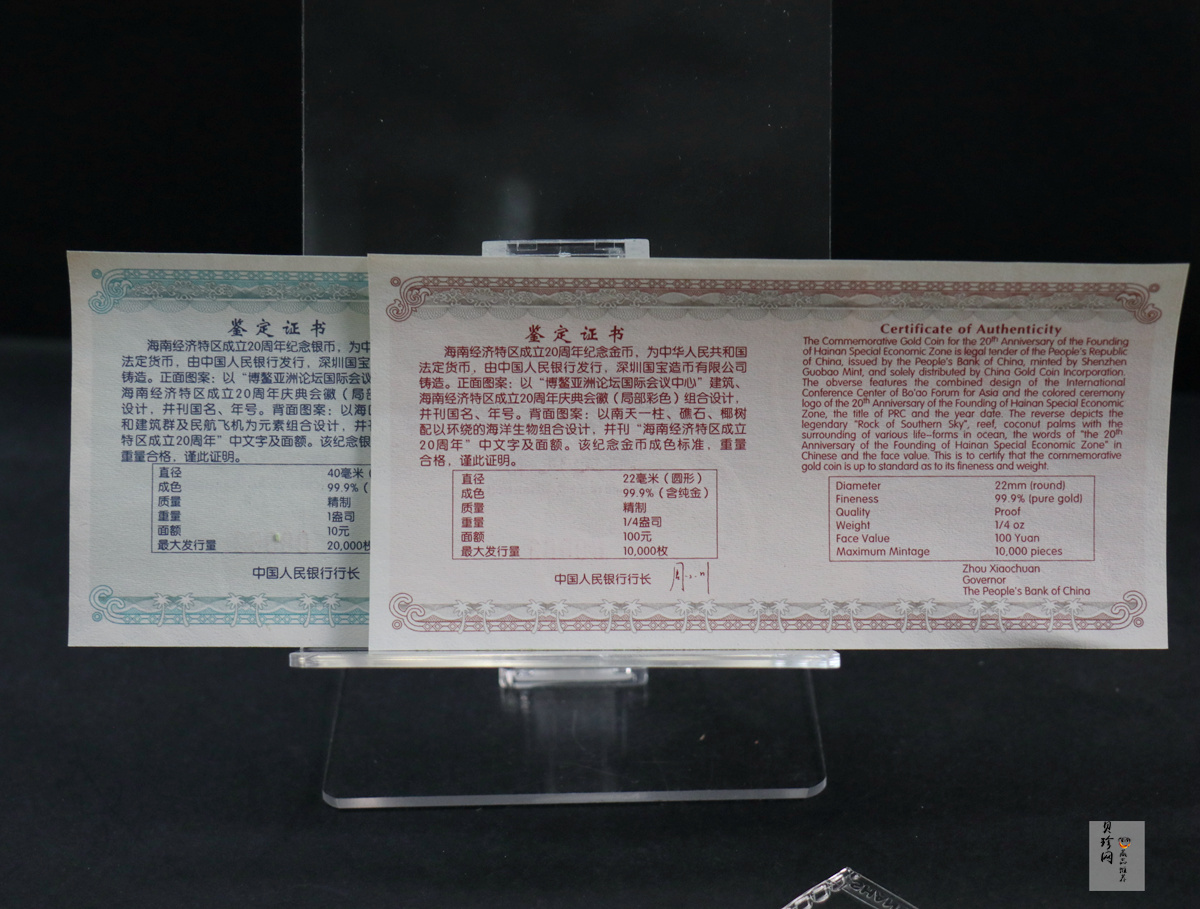 鉴定证书
海南经济特区成立20周年纪念银币，为中
法定货币，由中国人民银行发行，深圳国宝
铸造。正面图案：以“博鳌亚洲论坛国际会议
海南经济特区成立20周年庆典会徽（局部
设计，并刊国名、年号。背面图案：以海口
和建筑群及民航飞机为元素组合设计，并刊
特区成立20周年”中文字及面额。该纪念银
重量合格，谨此证明。
直径 40毫米（
成色 99.9%（
质量 精制
重量 1盎司
面额 10元
最大发行量 20,000枚
中国人民银行行长
鉴定证书
海南经济特区成立20周年纪念金币，为中华人民共和国
法定货币，由中国人民银行发行，深圳国宝造币有限公司
铸造。正面图案：以“博鳌亚洲论坛国际会议中心”建筑、
海南经济特区成立20周年庆典会徽（局部彩色）组合设计，
并刊国名、年号。背面图案：以南天一柱、礁石、椰树
配以环绕的海洋生物组合设计，并刊“海南经济特区成立
20周年”中文字及面额。该纪念金币成色标准，重量
合格，谨此证明。
直径 22毫米（圆形）
成色 99.9%（含纯金）
质量 精制
重量 1/4盎司
面额 100元
最大发行量 10,000枚
中国人民银行行长
Certificate of Authenticity
The Commemorative Gold Coin for the 20th Anniversary of the Founding
of Hainan Special Economic Zone is legal tender of the People's Republic
of China, issued by the People's Bank of China, minted by Shenzhen
Guobao Mint, and solely distributed by China Gold Coin Incorporation.
The obverse features the combined design of the International
Conference Center of Bo'ao Forum for Asia and the colored ceremony
logo of the 20th Anniversary of the Founding of Hainan Special Economic
Zone, the title of PRC and the year date. The reverse depicts the
legendary "Rock of Southern Sky", reef, coconut palms with the
surrounding of various life--forms in ocean, the words of "the 20th
Anniversary of the Founding of Hainan Special Economic Zone" in
Chinese and the face value. This is to certify that the commemorative
gold coin is up to standard as to its fineness and weight.
Diameter 22mm (round)
Fineness 99.9% (pure gold)
Quality Proof
Weight 1/4 oz
Face Value 100 Yuan
Maximum Mintage 10,000 pieces
Zhou Xiaochuan
Governor
The People's Bank of China
贝珍网
藏品推荐